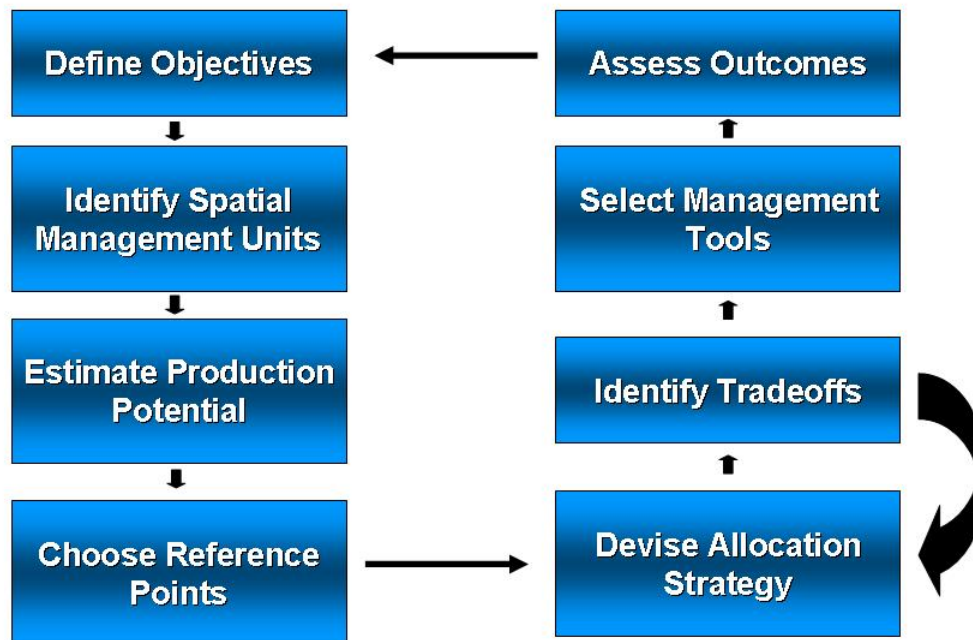 Define Objectives
Identify Spatial
Management Units
Estimate Production
Potential
Choose Reference
Points
Devise Allocation
Strategy
Identify Tradeoffs
Select Management
Tools
Assess Outcomes